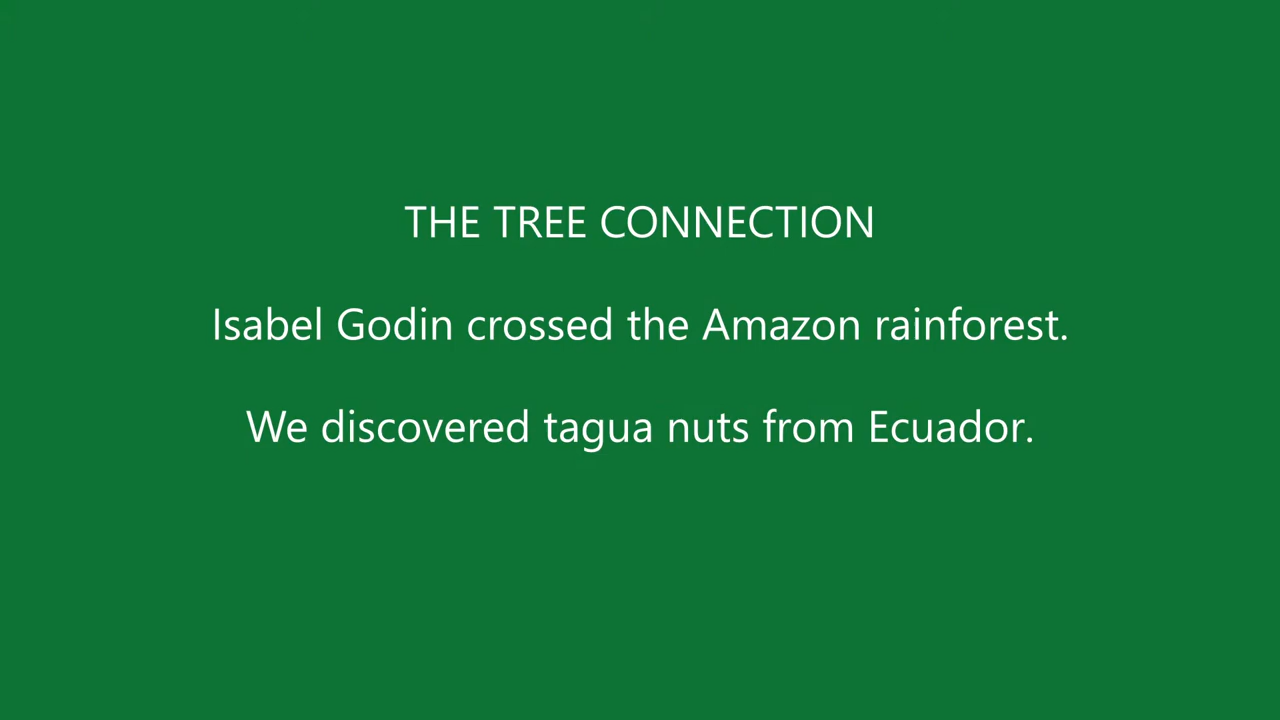 THE TREE CONNECTION
Isabel Godin crossed the Amazon rainforest.
We discovered tagua nuts from Ecuador.